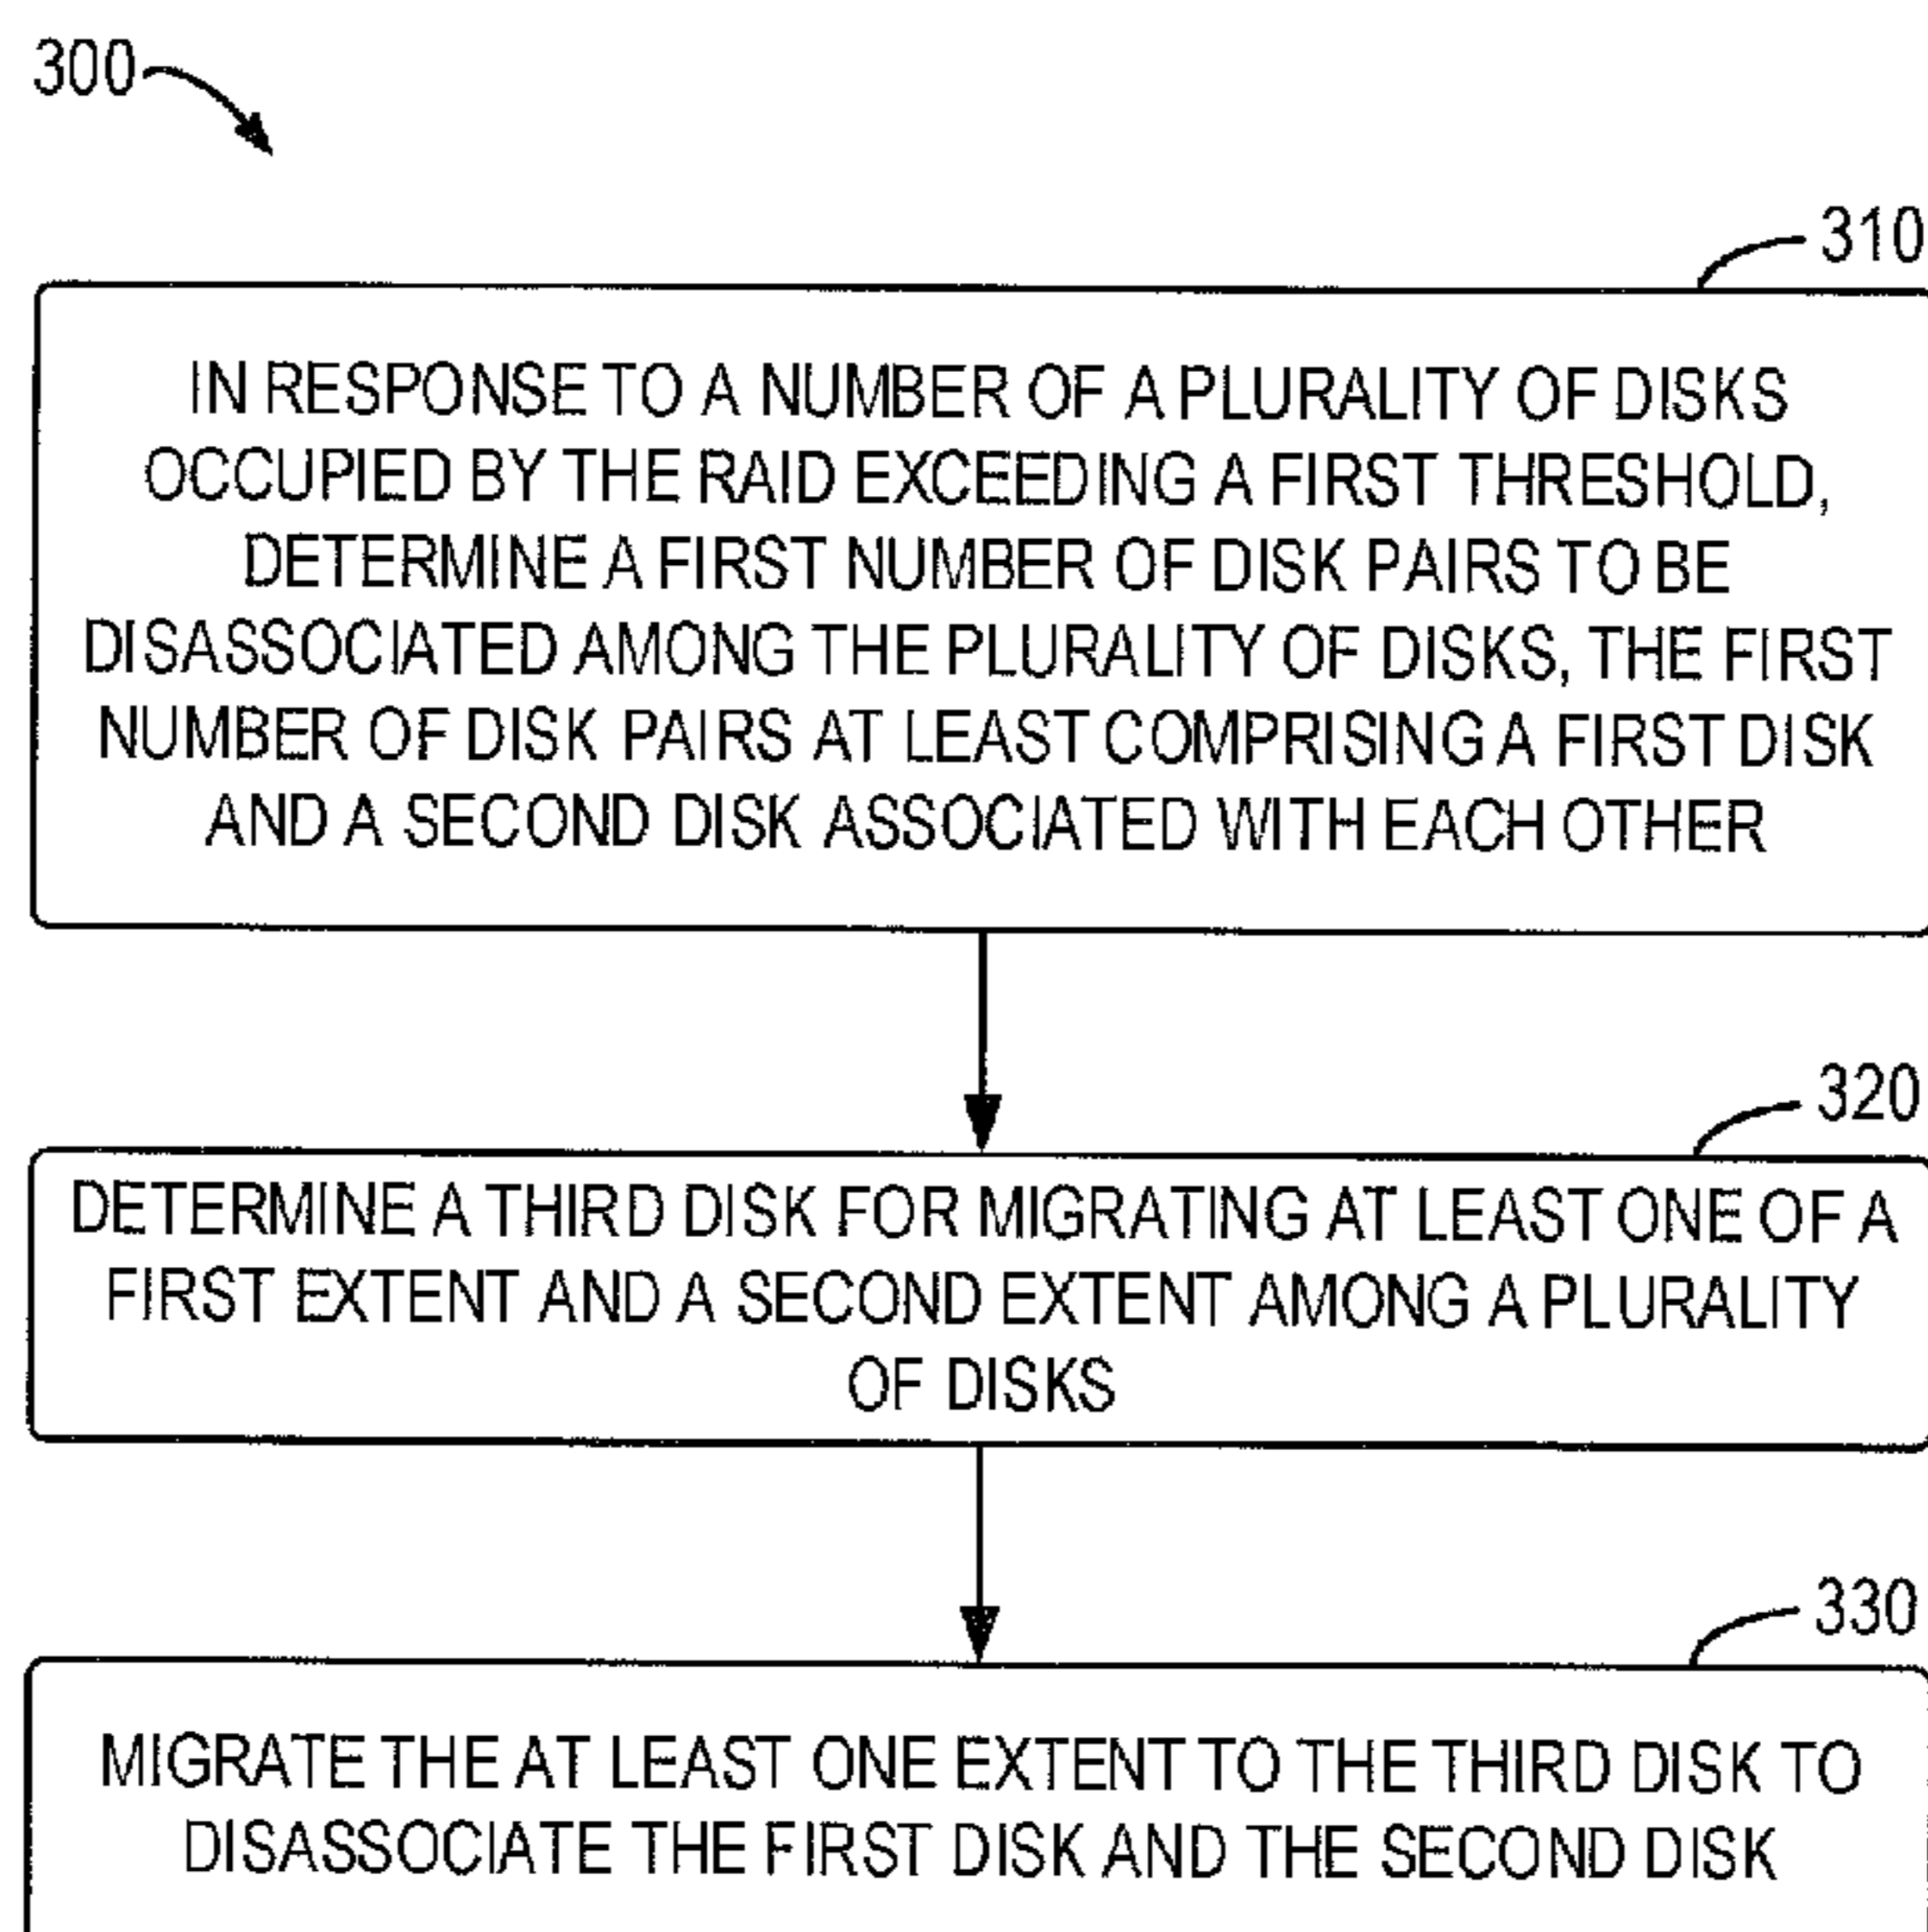 300
310
IN RESPONSE TO A NUMBER OF A PLURALITY OF DISKS
OCCUPIED BY THE RAID EXCEEDING A FIRST THRESHOLD,
DETERMINE A FIRST NUMBER OF DISK PAIRS TO BE
DISASSOCIATED AMONG THE PLURALITY OF DISKS, THE FIRST
NUMBER OF DISK PAIRS AT LEAST COMPRISING A FIRST DISK
AND A SECOND DISK ASSOCIATED WITH EACH OTHER
320
DETERMINE A THIRD DISK FOR MIGRATING AT LEAST ONE OF A
FIRST EXTENT AND A SECOND EXTENT AMONG A PLURALITY
OF DISKS
330
MIGRATE THE AT LEAST ONE EXTENT TO THE THIRD DISK TO
DISASSOCIATE THE FIRST DISK AND THE SECOND DISK